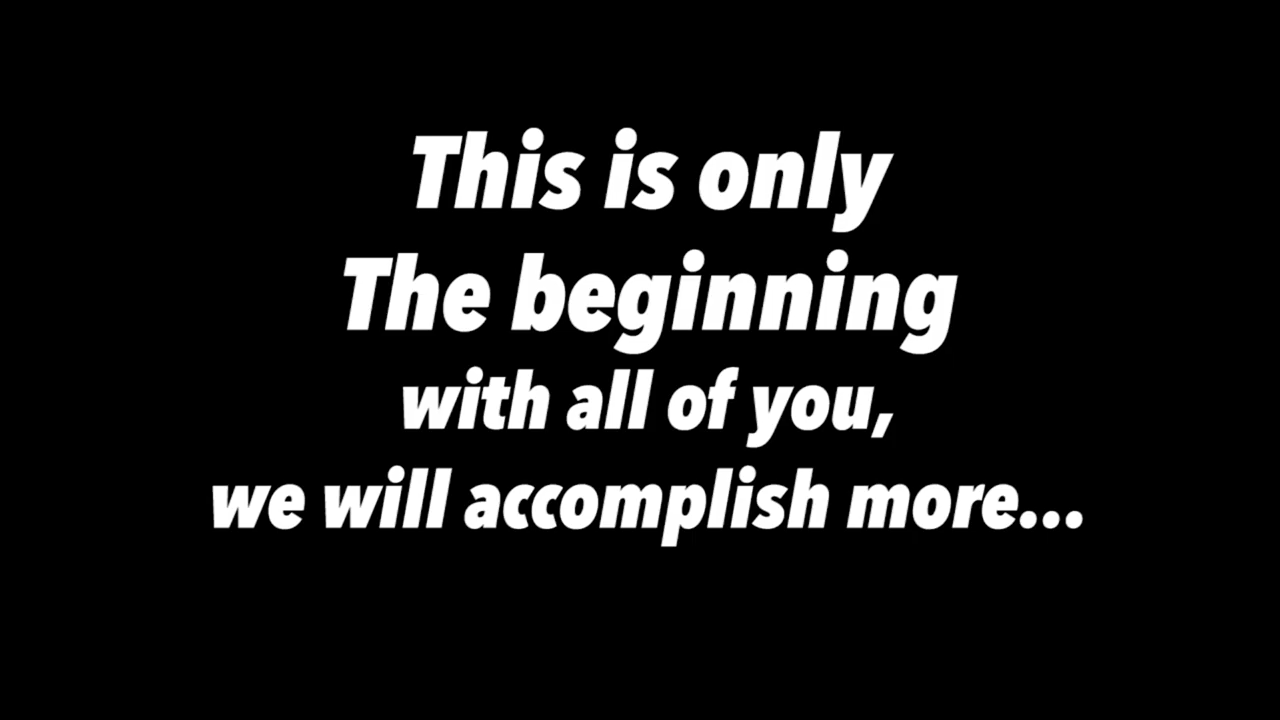 This is only
The beginning
with all of you,
we will accomplish more...